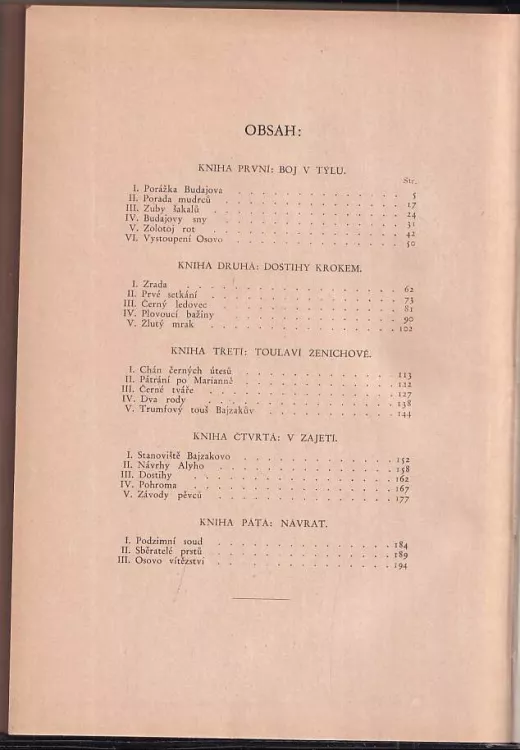 OBSAH:
KNIHA PRVNÍ: BOJ V TÝLU.
Str.
I. Porážka Budajova . . . . . . . . . . 5
II. Porada mudrců . . . . . . . . . . 17
III. Zuby šakalů . . . . . . . . . . 24
IV. Budajovy sny . . . . . . . . . . 31
V. Zolotoj rot . . . . . . . . . . 42
VI. Vystoupení Osovo . . . . . . . . . . 50
KNIHA DRUHÁ: DOSTIHY KROKEM.
I. Zrada . . . . . . . . . . 62
II. Prvé setkání . . . . . . . . . . 73
III. Černý ledovec . . . . . . . . . . 81
IV. Plovoucí bažiny . . . . . . . . . . 90
V. Žlutý mrak . . . . . . . . . . 102
KNIHA TŘETÍ: TOULAVÍ ŽENICHOVÉ.
I. Chán černých útesů . . . . . . . . . . 113
II. Pátrání po Marianně . . . . . . . . . . 122
III. Černé tváře . . . . . . . . . . 127
IV. Dva rody . . . . . . . . . . 138
V. Trumfový touš Bajzakův . . . . . . . . . . 144
KNIHA ČTVRTÁ: V ZAJETÍ.
I. Stanoviště Bajzakovo . . . . . . . . . . 152
II. Návrhy Alyho . . . . . . . . . . 158
III. Dostihy . . . . . . . . . . 162
IV. Pohroma . . . . . . . . . . 167
V. Závody pěvců . . . . . . . . . . 177
KNIHA PÁTÁ: NÁVRAT.
I. Podzimní soud . . . . . . . . . . 184
II. Sběratelé prstů . . . . . . . . . . 189
III. Osovo vítězství . . . . . . . . . . 194